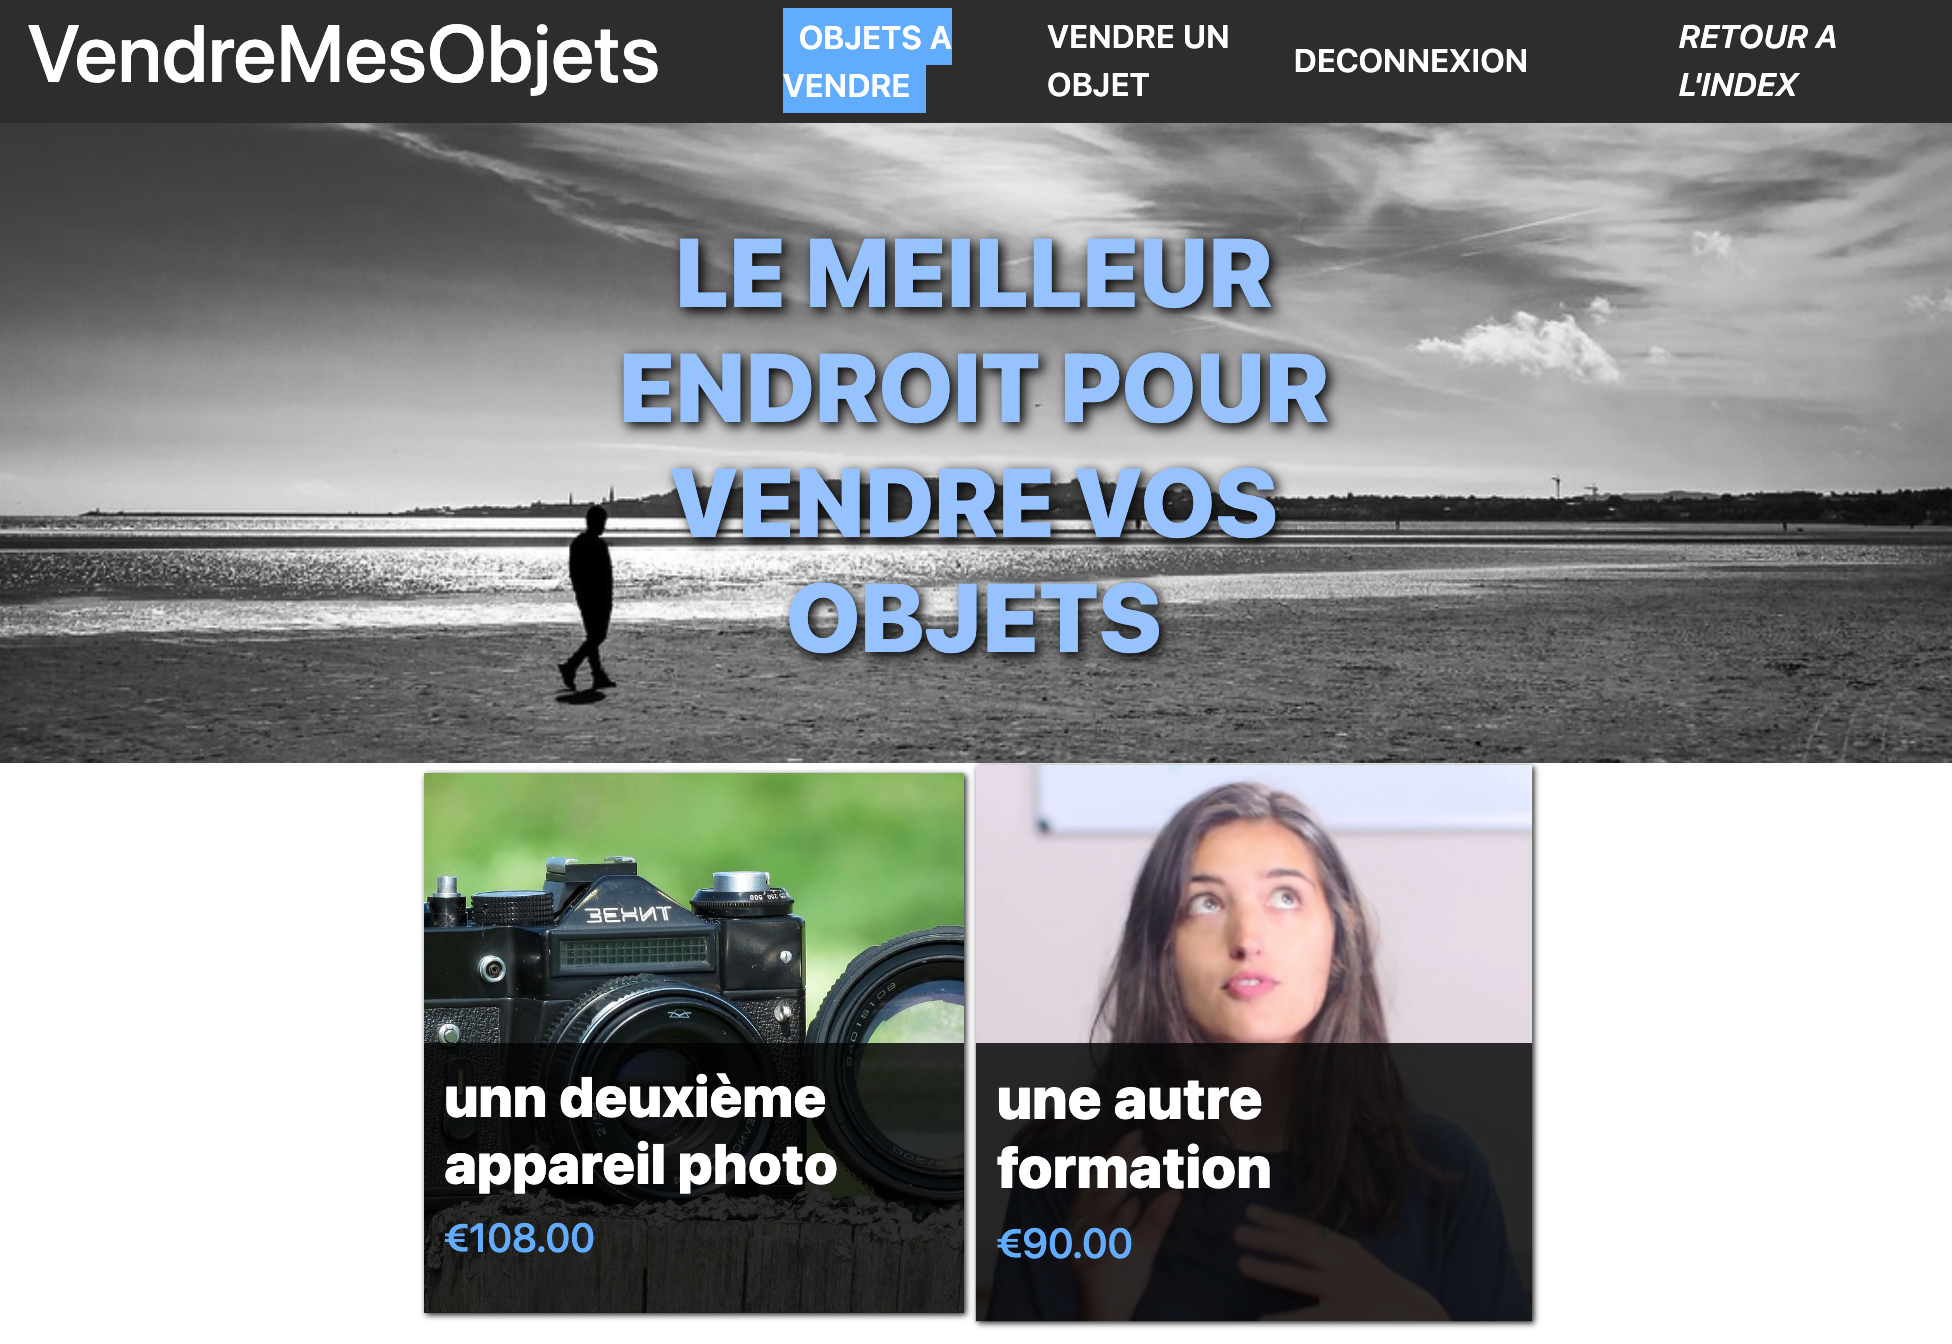 VendreMesObjets
OBJETS A
VENDRE
VENDRE UN
OBJET
DECONNEXION
RETOUR A
L'INDEX
LE MEILLEUR
ENDROIT POUR
VENDRE VOS
OBJETS
ЗЕНИТ
500
unn deuxième
appareil photo
€108.00
une autre
formation
€90.00